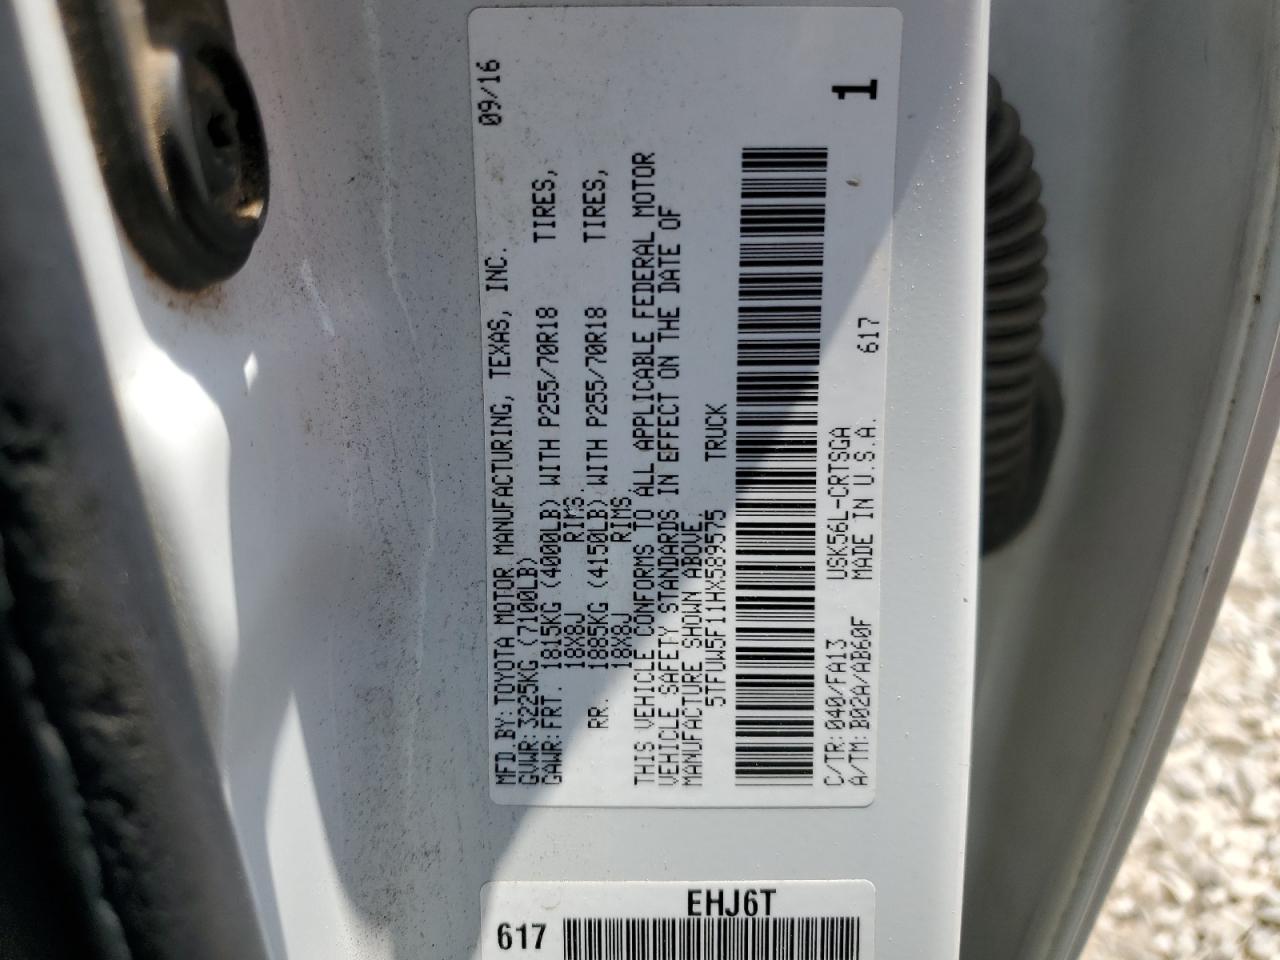 MFD.BY:TOYOTA MOTOR MANUFACTURING, TEXAS, INC. 09/16
GVWR:3225KG(7100LB)
GAWR:FRT. 1815KG(4000LB) WITH P255/70R18 TIRES,
18X8J RIMS,
RR. 1885KG(4150LB) WITH P255/70R18 TIRES,
18X8J RIMS
THIS VEHICLE CONFORMS TO ALL APPLICABLE FEDERAL MOTOR
VEHICLE SAFETY STANDARDS IN EFFECT ON THE DATE OF
MANUFACTURE SHOWN ABOVE.
5TFUW5F11HX589575 TRUCK
C/TR:040/FA13 USK56L-CRTSGA
A/TM:B02A/AB60F MADE IN U.S.A. 617
1
EHJ6T
617